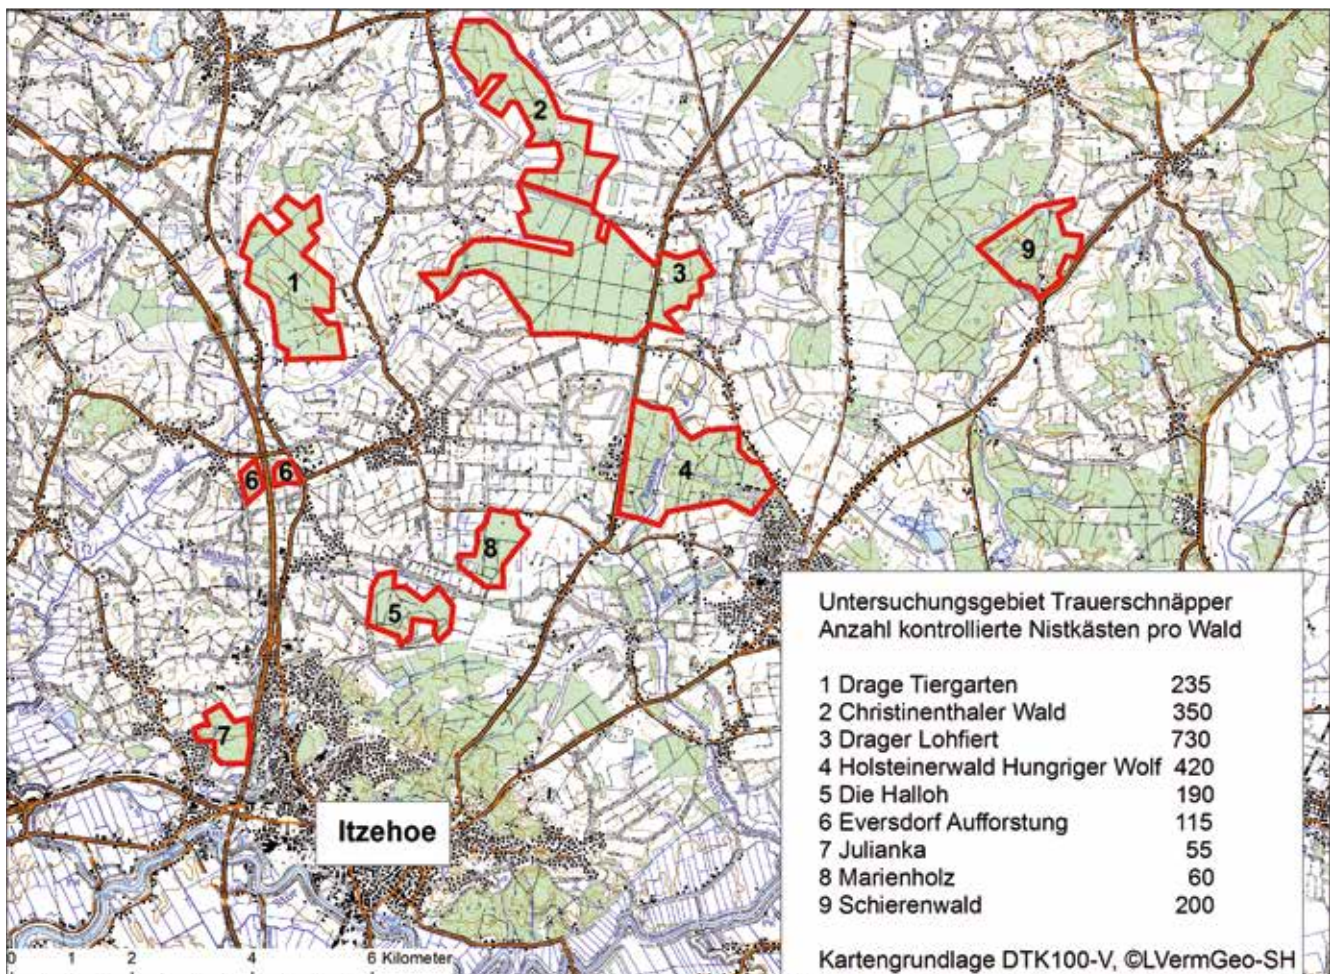 2
1
3
9
6
6
4
8
5
7
Itzehoe
Untersuchungsgebiet Trauerschnäpper
Anzahl kontrollierte Nistkästen pro Wald
1 Drage Tiergarten 235
2 Christinenthaler Wald 350
3 Drager Lohfiert 730
4 Holsteinerwald Hungriger Wolf 420
5 Die Halloh 190
6 Eversdorf Aufforstung 115
7 Julianka 55
8 Marienholz 60
9 Schierenwald 200
Kartengrundlage DTK100-V, ©LVermGeo-SH
0 1 2 4 6 Kilometer